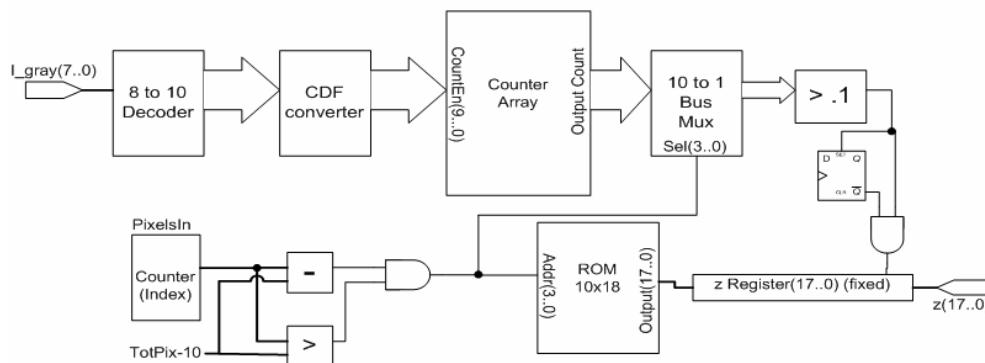 I_gray(7..0)
8 to 10
Decoder
CDF
converter
CountEn(9...0)
Counter
Array
Output Count
10 to 1
Bus
Mux
Sel(3..0)
> .1
D SET Q
CLR Q
PixelsIn
Counter
(Index)
-
>
TotPix-10
Addr(3..0)
ROM
10x18
Output(17..0)
z Register(17..0) (fixed)
z(17..0